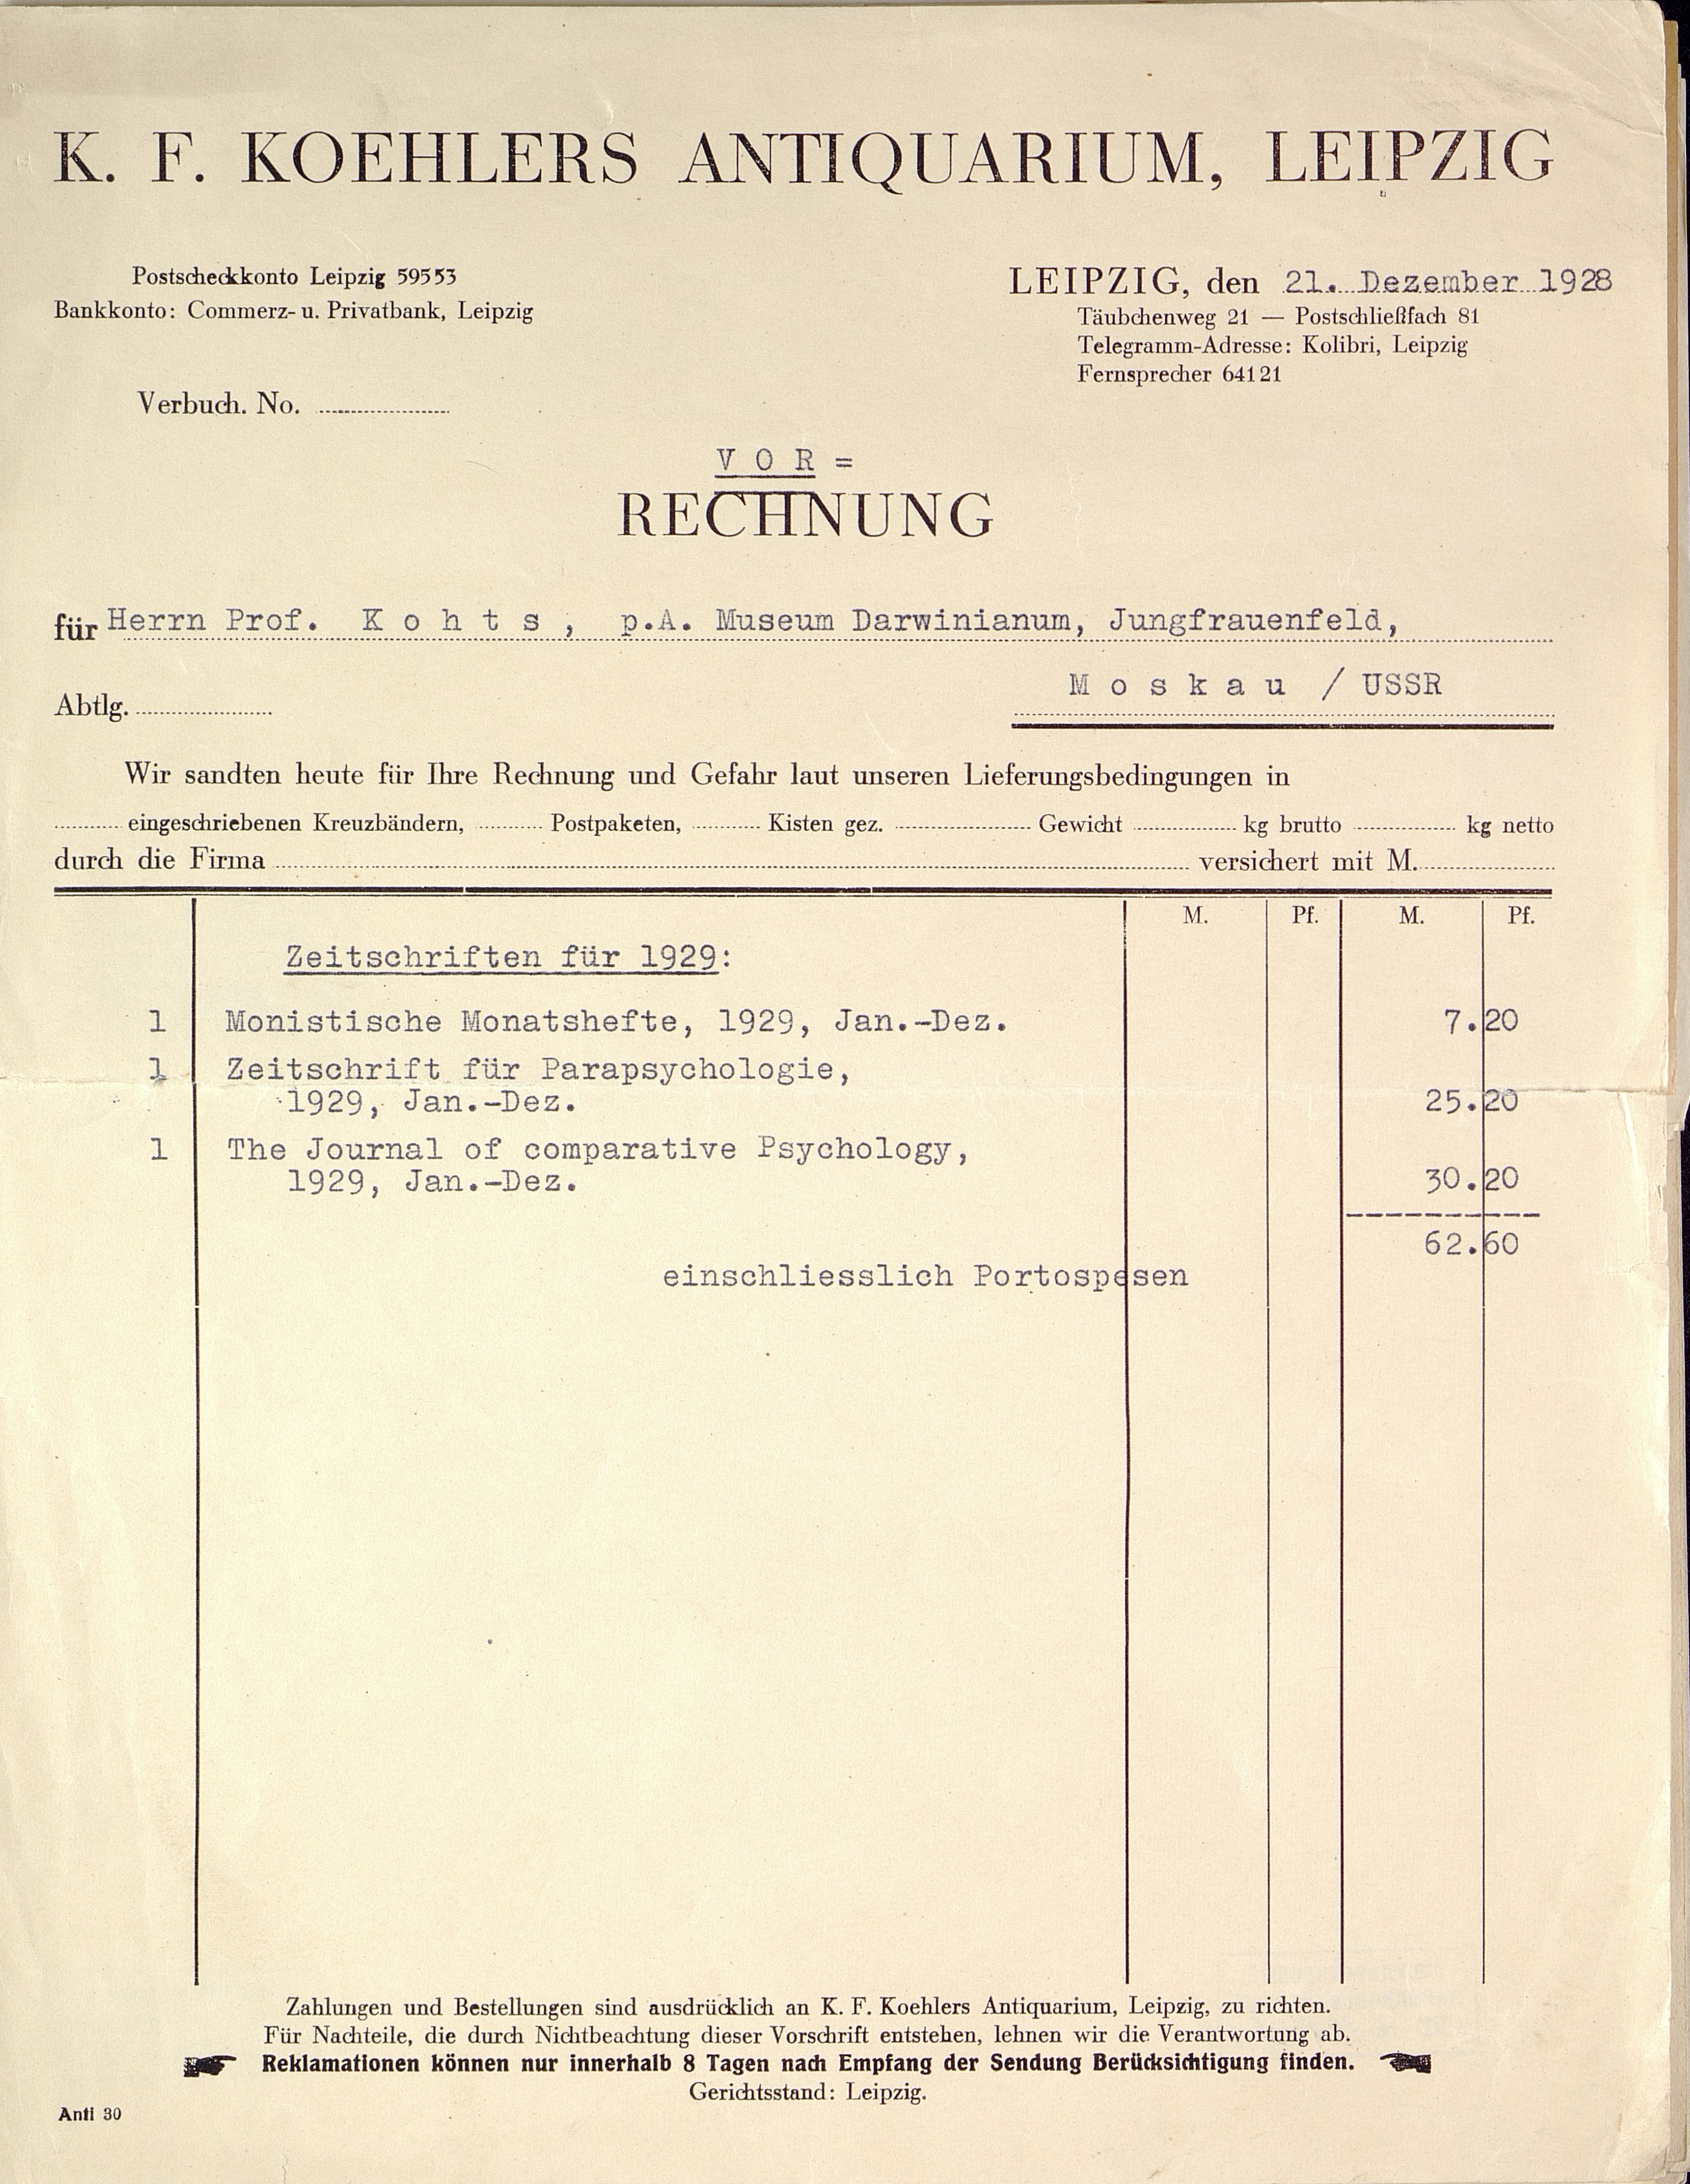 K. F. KOEHLERS ANTIQUARIUM, LEIPZIG
Postscheckkonto Leipzig 59553
Bankkonto: Commerz- u. Privatbank, Leipzig
LEIPZIG, den 21. Dezember 1928
Täubchenweg 21 — Postschließfach 81
Telegramm-Adresse: Kolibri, Leipzig
Fernsprecher 64121
Verbuch. No.
V O R =
RECHNUNG
für Herrn Prof. K o h t s , p.A. Museum Darwinianum, Jungfrauenfeld,
M o s k a u / USSR
Abtlg.
Wir sandten heute für Ihre Rechnung und Gefahr laut unseren Lieferungsbedingungen in
eingeschriebenen Kreuzbändern, Postpaketen, Kisten gez. Gewicht kg brutto kg netto
durch die Firma versichert mit M.
M. Pf. M. Pf.
Zeitschriften für 1929:
1 Monistische Monatshefte, 1929, Jan.-Dez. 7.20
1 Zeitschrift für Parapsychologie,
1929, Jan.-Dez. 25.20
1 The Journal of comparative Psychology,
1929, Jan.-Dez. 30.20
62.60
einschliesslich Portospesen
Zahlungen und Bestellungen sind ausdrücklich an K. F. Koehlers Antiquarium, Leipzig, zu richten.
Für Nachteile, die durch Nichtbeachtung dieser Vorschrift entstehen, lehnen wir die Verantwortung ab.
Reklamationen können nur innerhalb 8 Tagen nach Empfang der Sendung Berücksichtigung finden.
Gerichtsstand: Leipzig.
Anti 30